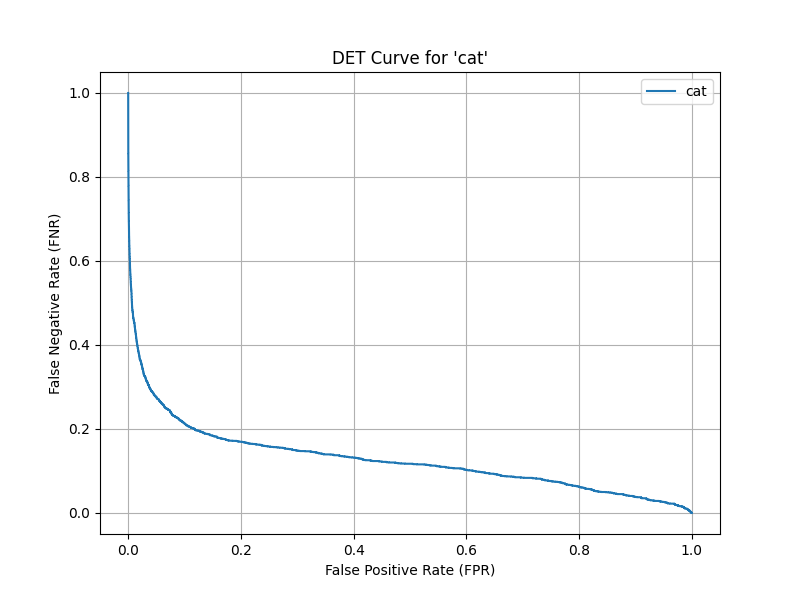 DET Curve for 'cat'
cat
1.0
0.8
0.6
0.4
0.2
0.0
False Negative Rate (FNR)
0.0 0.2 0.4 0.6 0.8 1.0
False Positive Rate (FPR)